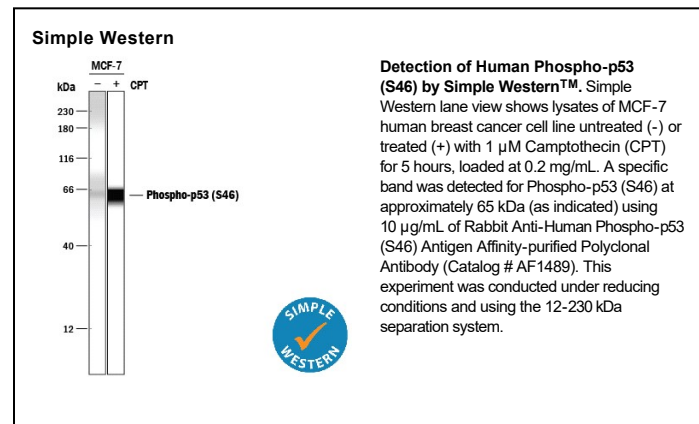 Simple Western
MCF-7
kDa – + CPT
230
180
116
66
Phospho-p53 (S46)
40
12
SIMPLE
WESTERN
Detection of Human Phospho-p53
(S46) by Simple Western™. Simple
Western lane view shows lysates of MCF-7
human breast cancer cell line untreated (-) or
treated (+) with 1 µM Camptothecin (CPT)
for 5 hours, loaded at 0.2 mg/mL. A specific
band was detected for Phospho-p53 (S46) at
approximately 65 kDa (as indicated) using
10 µg/mL of Rabbit Anti-Human Phospho-p53
(S46) Antigen Affinity-purified Polyclonal
Antibody (Catalog # AF1489). This
experiment was conducted under reducing
conditions and using the 12-230 kDa
separation system.